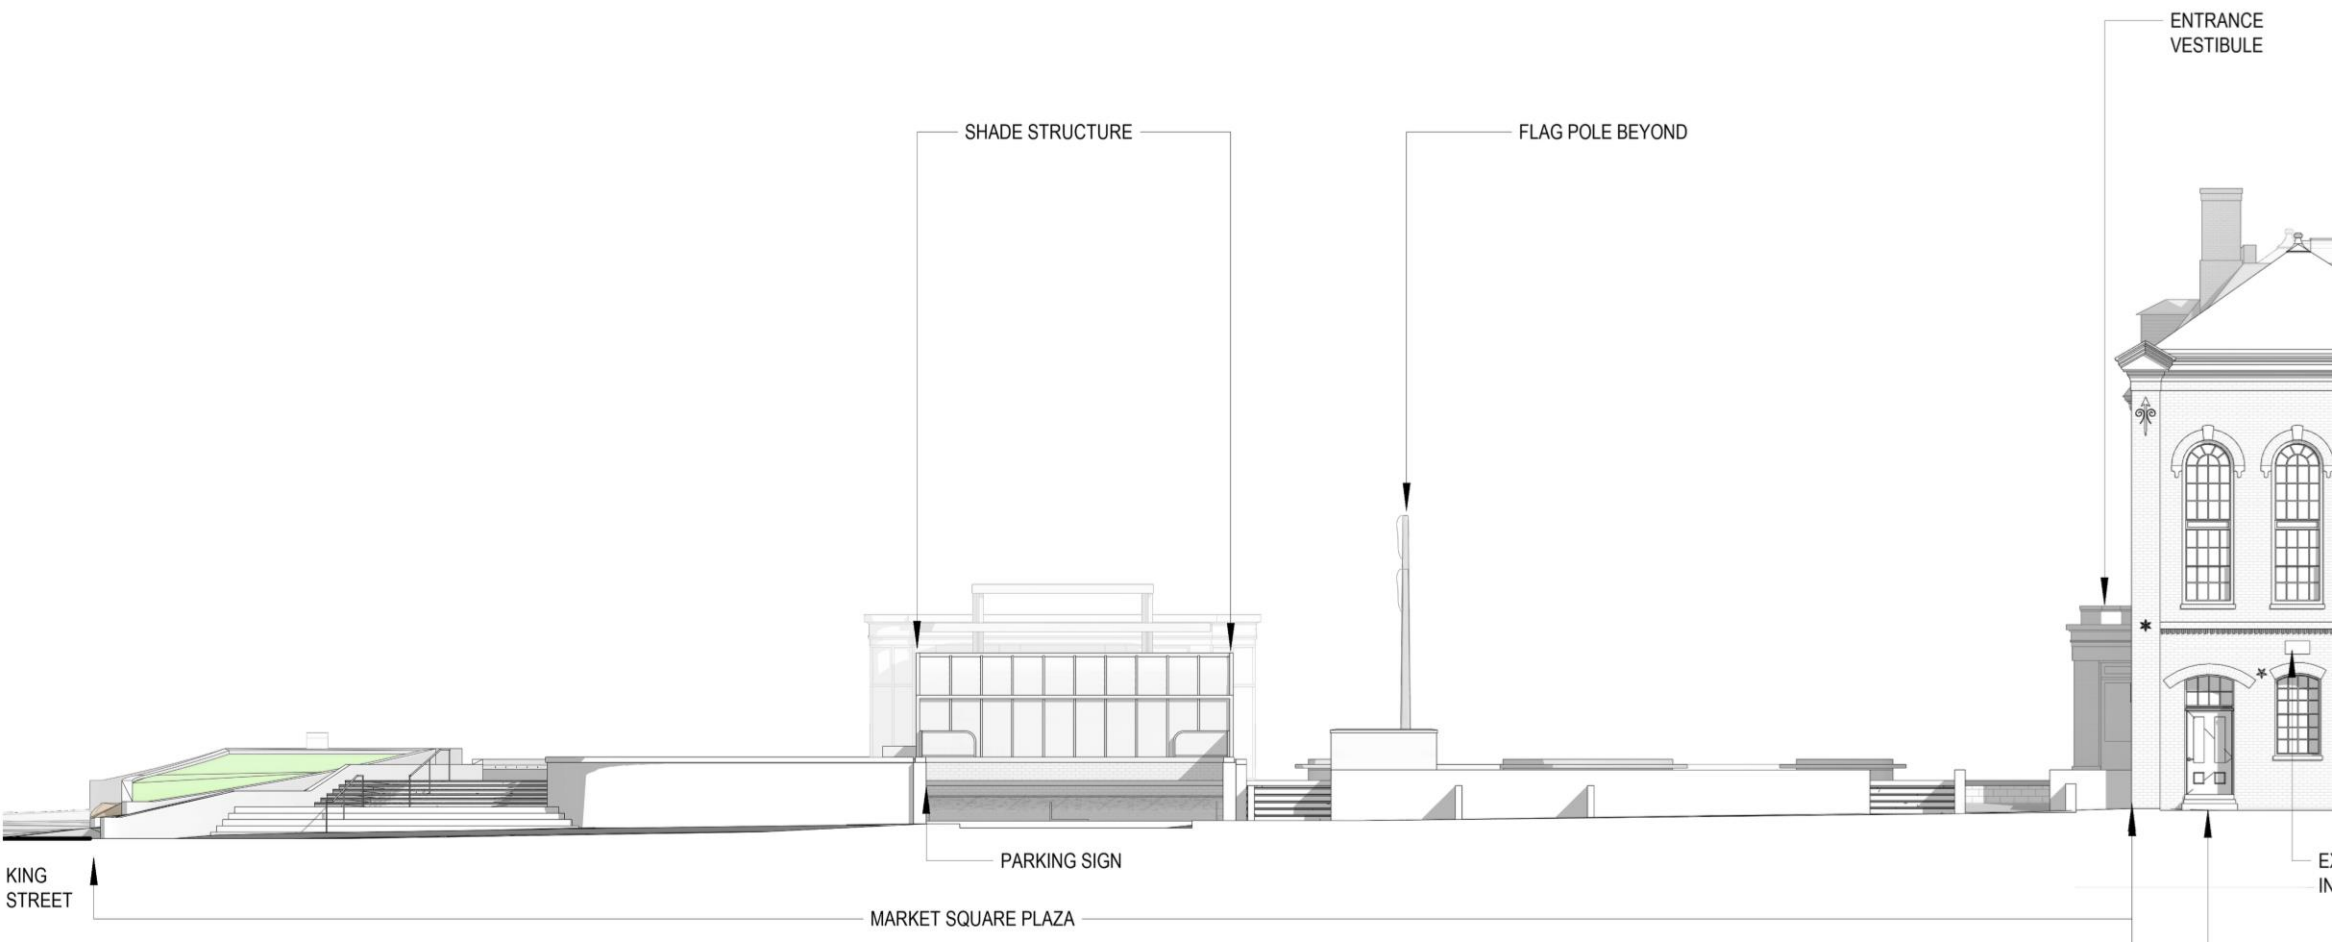 ENTRANCE
VESTIBULE
SHADE STRUCTURE
FLAG POLE BEYOND
PARKING SIGN
KING
STREET
MARKET SQUARE PLAZA